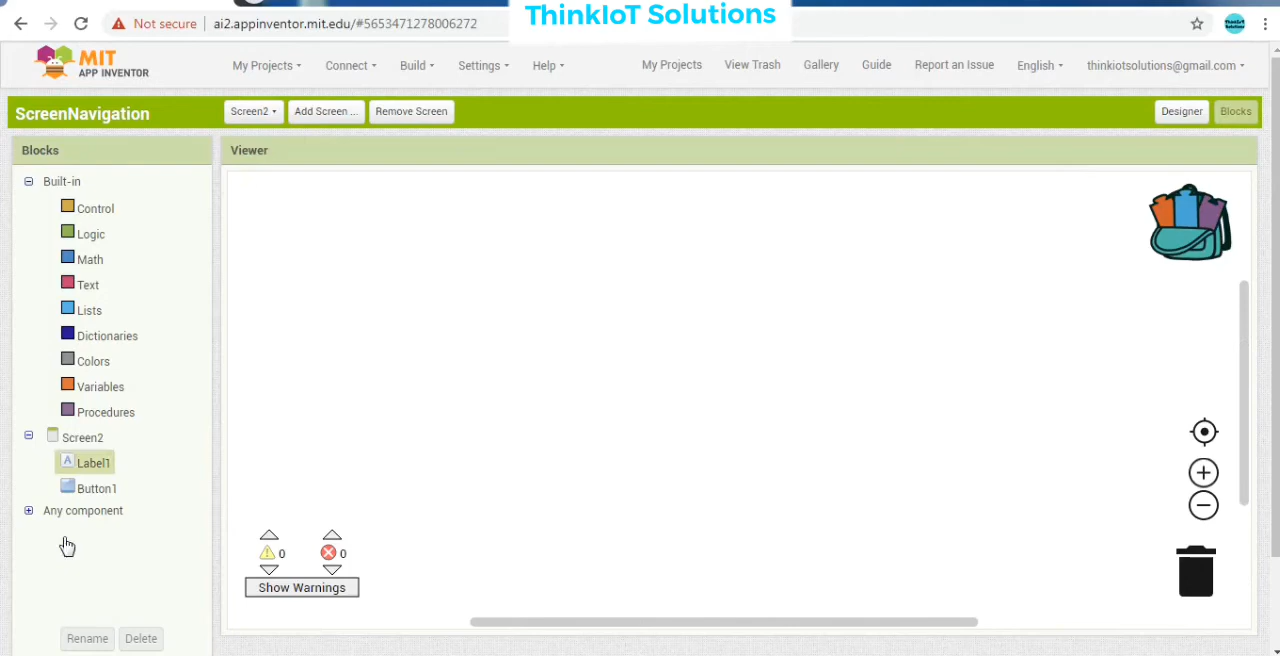 ThinkIoT Solutions
Not secure ai2.appinventor.mit.edu/#5653471278006272
MIT
APP INVENTOR
My Projects Connect Build Settings Help My Projects View Trash Gallery Guide Report an Issue English thinkiotsolutions@gmail.com
ScreenNavigation Screen2 Add Screen ... Remove Screen Designer Blocks
Blocks Viewer
Built-in
Control
Logic
Math
Text
Lists
Dictionaries
Colors
Variables
Procedures
Screen2
A Label1
Button1
Any component
0 0
Show Warnings
Rename Delete